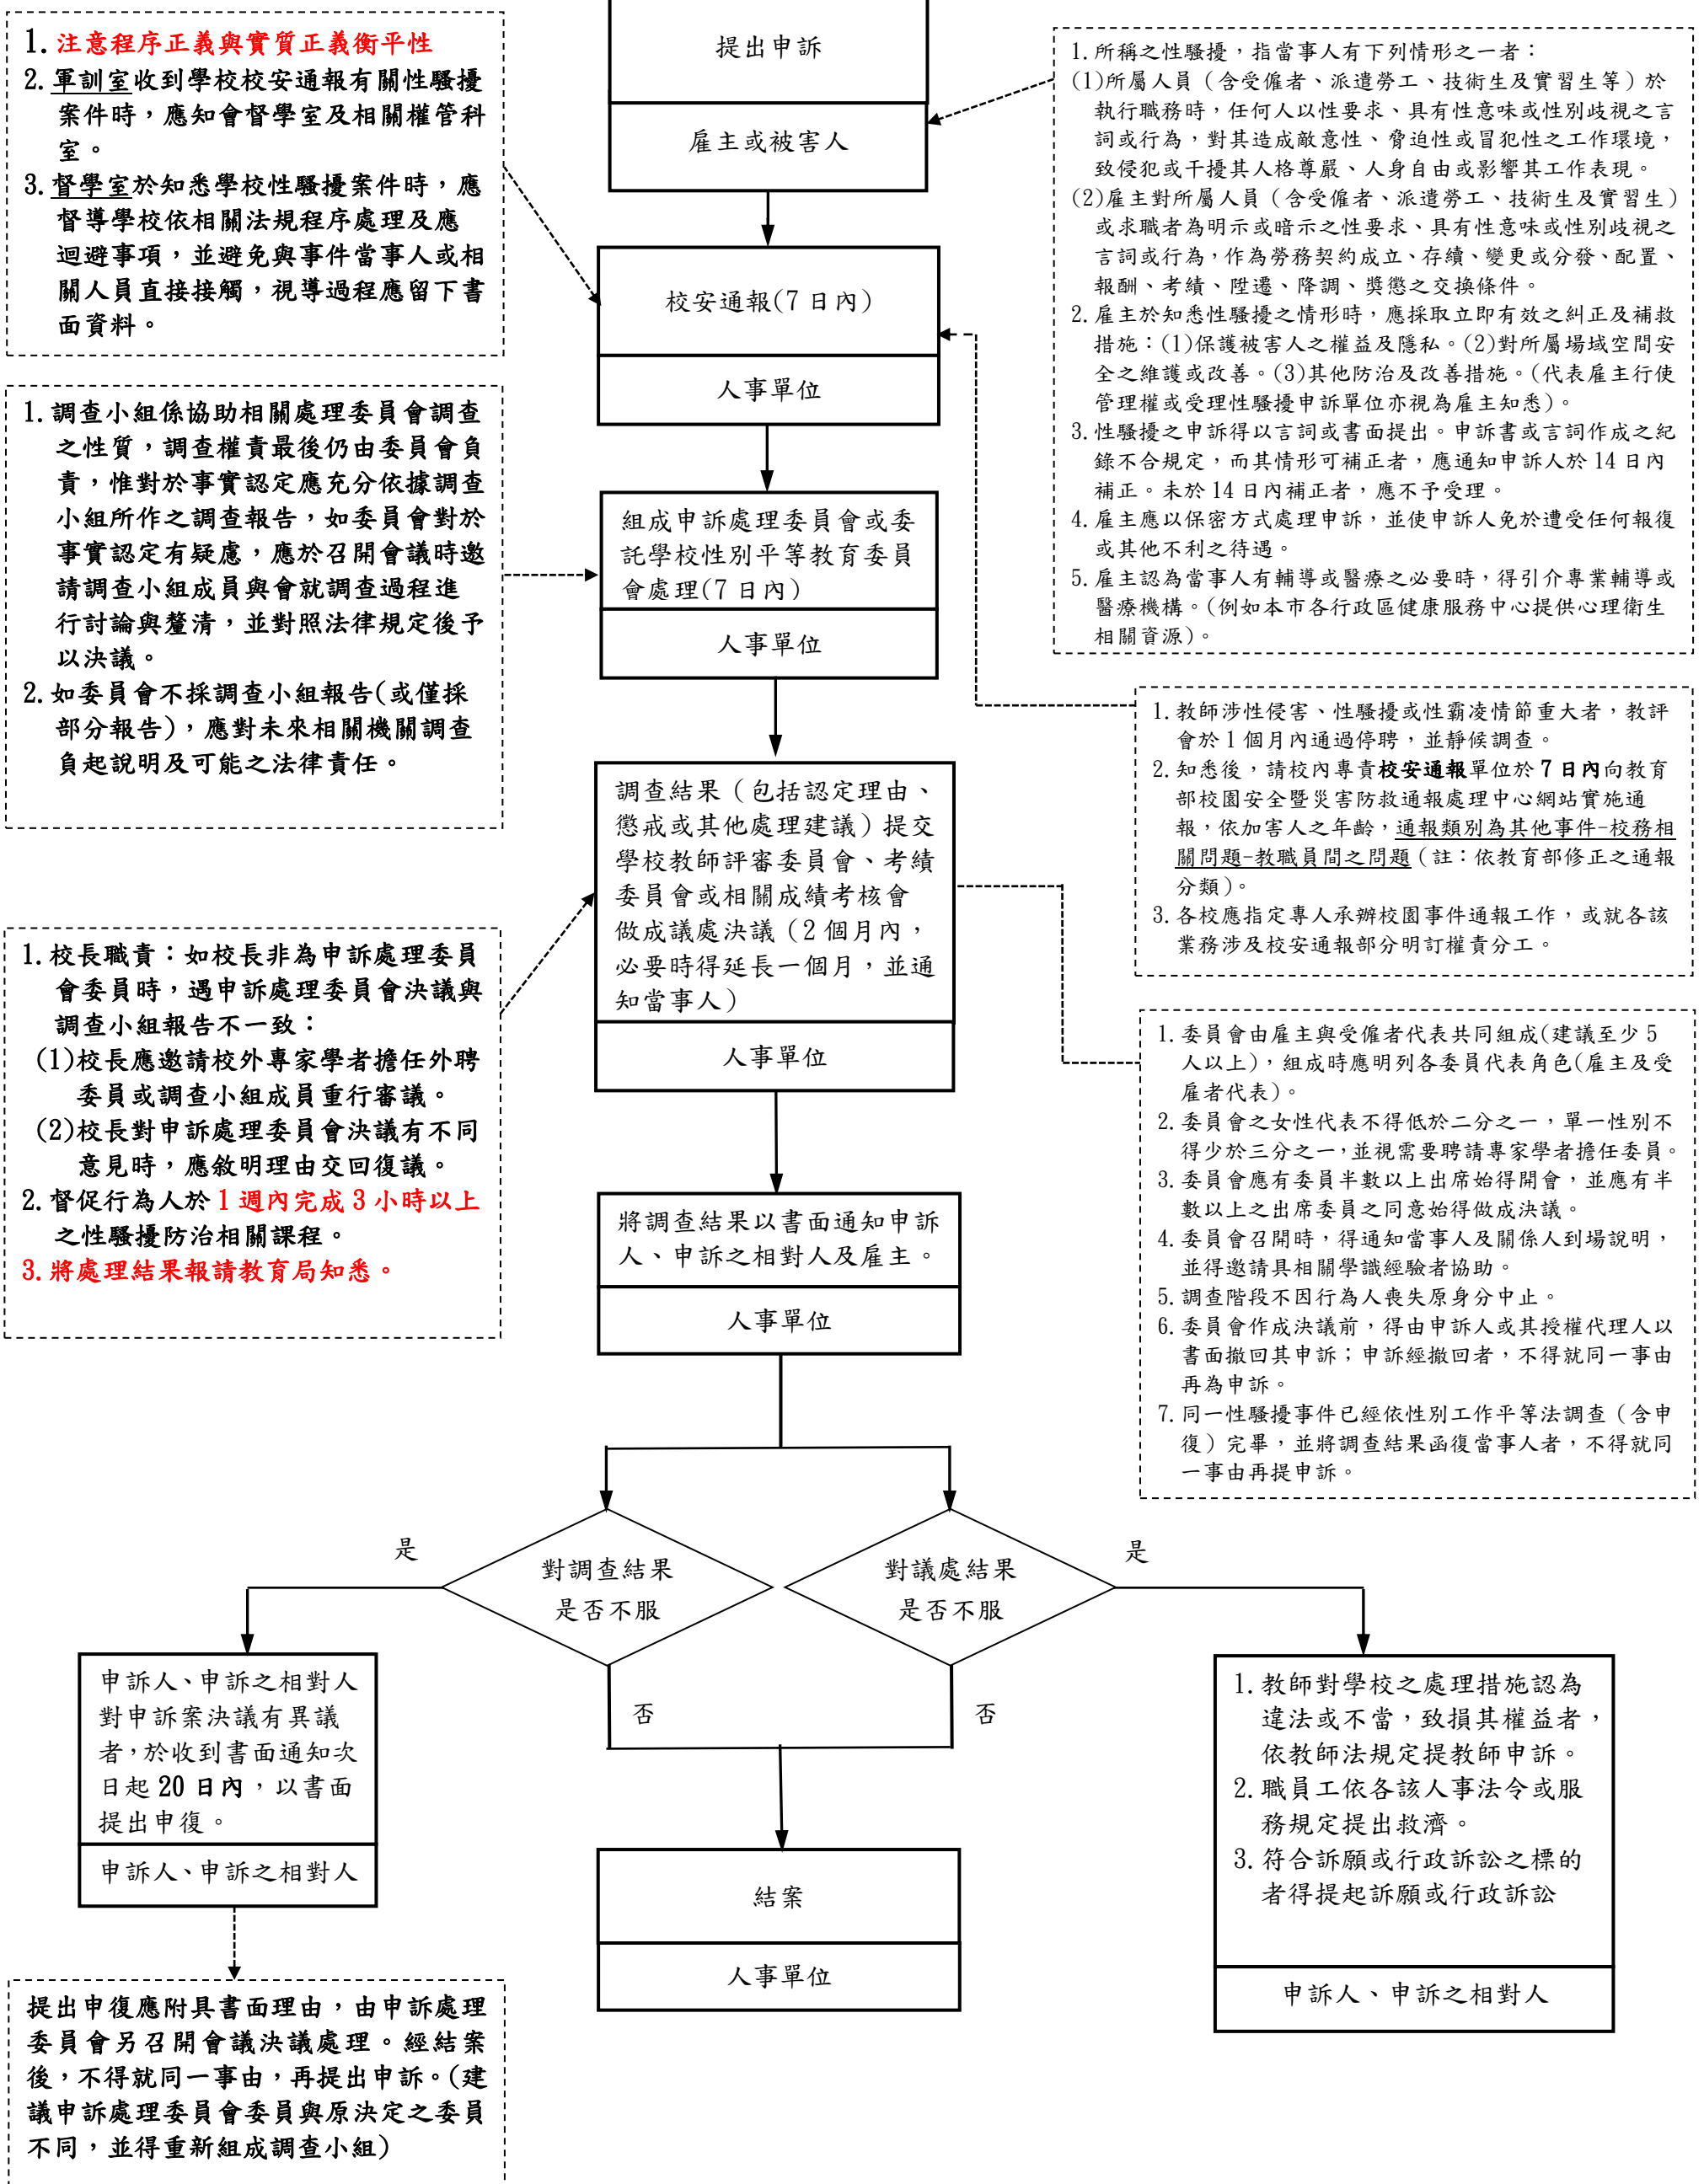 1.注意程序正義與實質正義衡平性
2.軍訓室收到學校校安通報有關性騷擾
案件時，應知會督學室及相關權管科
室。
3.督學室於知悉學校性騷擾案件時，應
督導學校依相關法規程序處理及應
迴避事項，並避免與事件當事人或相
關人員直接接觸，視導過程應留下書
面資料。
提出申訴
雇主或被害人
1.所稱之性騷擾，指當事人有下列情形之一者：
(1)所屬人員（含受僱者、派遣勞工、技術生及實習生等）於
執行職務時，任何人以性要求、具有性意味或性別歧視之言
詞或行為，對其造成敵意性、脅迫性或冒犯性之工作環境，
致侵犯或干擾其人格尊嚴、人身自由或影響其工作表現。
(2)雇主對所屬人員（含受僱者、派遣勞工、技術生及實習生）
或求職者為明示或暗示之性要求、具有性意味或性別歧視之
言詞或行為，作為勞務契約成立、存續、變更或分發、配置、
報酬、考績、陞遷、降調、獎懲之交換條件。
2.雇主於知悉性騷擾之情形時，應採取立即有效之糾正及補救
措施：(1)保護被害人之權益及隱私。(2)對所屬場域空間安
全之維護或改善。(3)其他防治及改善措施。(代表雇主行使
管理權或受理性騷擾申訴單位亦視為雇主知悉)。
3.性騷擾之申訴得以言詞或書面提出。申訴書或言詞作成之紀
錄不合規定，而其情形可補正者，應通知申訴人於 14 日內
補正。未於 14 日內補正者，應不予受理。
4.雇主應以保密方式處理申訴，並使申訴人免於遭受任何報復
或其他不利之待遇。
5.雇主認為當事人有輔導或醫療之必要時，得引介專業輔導或
醫療機構。(例如本市各行政區健康服務中心提供心理衛生
相關資源)。
校安通報(7 日內)
人事單位
1.調查小組係協助相關處理委員會調查
之性質，調查權責最後仍由委員會負
責，惟對於事實認定應充分依據調查
小組所作之調查報告，如委員會對於
事實認定有疑慮，應於召開會議時邀
請調查小組成員與會就調查過程進
行討論與釐清，並對照法律規定後予
以決議。
2.如委員會不採調查小組報告(或僅採
部分報告)，應對未來相關機關調查
負起說明及可能之法律責任。
組成申訴處理委員會或委
託學校性別平等教育委員
會處理(7 日內)
人事單位
1.教師涉性侵害、性騷擾或性霸凌情節重大者，教評
會於 1 個月內通過停聘，並靜候調查。
2.知悉後，請校內專責校安通報單位於 7 日內向教育
部校園安全暨災害防救通報處理中心網站實施通
報，依加害人之年齡，通報類別為其他事件-校務相
關問題-教職員間之問題（註：依教育部修正之通報
分類）。
3.各校應指定專人承辦校園事件通報工作，或就各該
業務涉及校安通報部分明訂權責分工。
調查結果（包括認定理由、
懲戒或其他處理建議）提交
學校教師評審委員會、考績
委員會或相關成績考核會
做成議處決議（2 個月內，
必要時得延長一個月，並通
知當事人）
人事單位
1.校長職責：如校長非為申訴處理委員
會委員時，遇申訴處理委員會決議與
調查小組報告不一致：
(1)校長應邀請校外專家學者擔任外聘
委員或調查小組成員重行審議。
(2)校長對申訴處理委員會決議有不同
意見時，應敘明理由交回復議。
2.督促行為人於 1 週內完成 3 小時以上
之性騷擾防治相關課程。
3.將處理結果報請教育局知悉。
1.委員會由雇主與受僱者代表共同組成(建議至少 5
人以上)，組成時應明列各委員代表角色(雇主及受
雇者代表)。
2.委員會之女性代表不得低於二分之一，單一性別不
得少於三分之一，並視需要聘請專家學者擔任委員。
3.委員會應有委員半數以上出席始得開會，並應有半
數以上之出席委員之同意始得做成決議。
4.委員會召開時，得通知當事人及關係人到場說明，
並得邀請具相關學識經驗者協助。
5.調查階段不因行為人喪失原身分中止。
6.委員會作成決議前，得由申訴人或其授權代理人以
書面撤回其申訴；申訴經撤回者，不得就同一事由
再為申訴。
7.同一性騷擾事件已經依性別工作平等法調查（含申
復）完畢，並將調查結果函復當事人者，不得就同
一事由再提申訴。
將調查結果以書面通知申訴
人、申訴之相對人及雇主。
人事單位
是
對調查結果
是否不服
否
對議處結果
是否不服
是
否
申訴人、申訴之相對人
對申訴案決議有異議
者，於收到書面通知次
日起 20 日內，以書面
提出申復。
申訴人、申訴之相對人
結案
人事單位
1.教師對學校之處理措施認為
違法或不當，致損其權益者，
依教師法規定提教師申訴。
2.職員工依各該人事法令或服
務規定提出救濟。
3.符合訴願或行政訴訟之標的
者得提起訴願或行政訴訟
申訴人、申訴之相對人
提出申復應附具書面理由，由申訴處理
委員會另召開會議決議處理。經結案
後，不得就同一事由，再提出申訴。(建
議申訴處理委員會委員與原決定之委員
不同，並得重新組成調查小組)